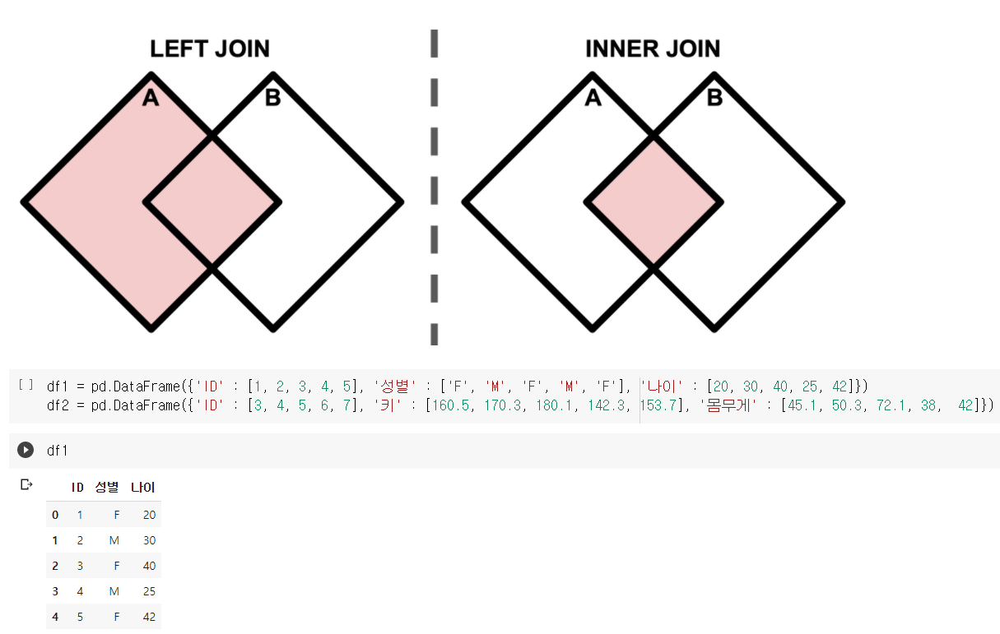 LEFT JOIN
INNER JOIN
A B
A B
[ ] df1 = pd.DataFrame({'ID' : [1, 2, 3, 4, 5], '성별' : ['F', 'M', 'F', 'M', 'F'], '나이' : [20, 30, 40, 25, 42]})
df2 = pd.DataFrame({'ID' : [3, 4, 5, 6, 7], '키' : [160.5, 170.3, 180.1, 142.3, 153.7], '몸무게' : [45.1, 50.3, 72.1, 38,  42]})
df1
ID 성별 나이
0 1 F 20
1 2 M 30
2 3 F 40
3 4 M 25
4 5 F 42